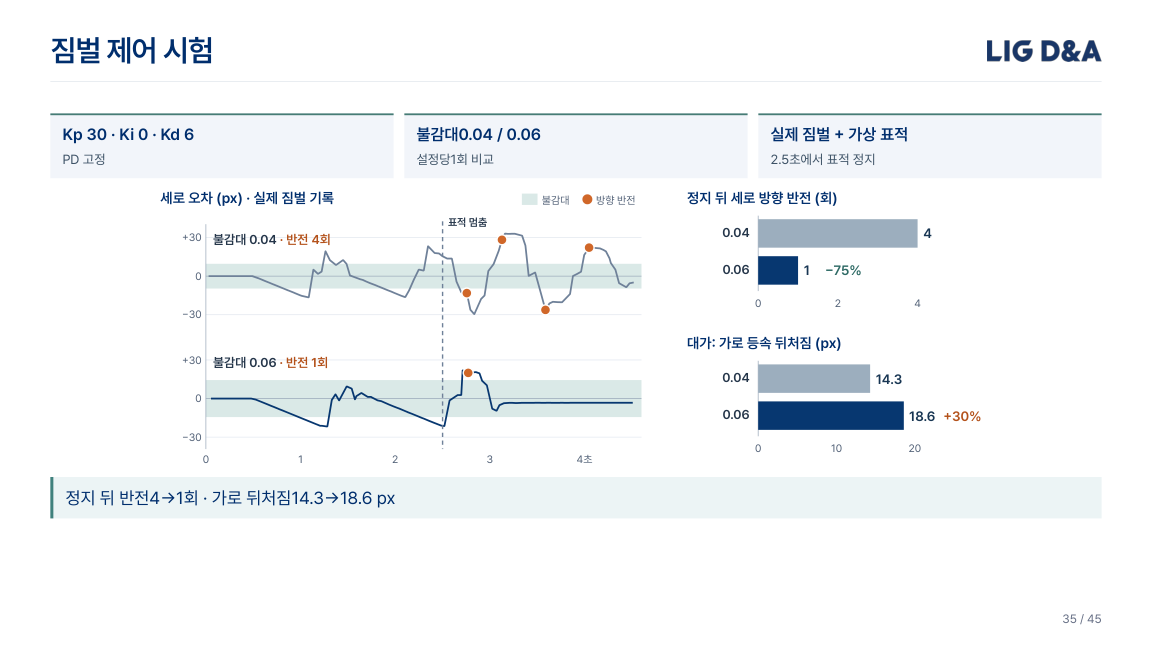 짐벌 제어 시험
LIG D&A
Kp 30 · Ki 0 · Kd 6
PD 고정
불감대0.04 / 0.06
설정당1회 비교
실제 짐벌 + 가상 표적
2.5초에서 표적 정지
세로 오차 (px) · 실제 짐벌 기록
불감대
방향 반전
표적 멈춤
불감대 0.04 · 반전 4회
+30
0
−30
불감대 0.06 · 반전 1회
+30
0
−30
0
1
2
3
4초
정지 뒤 세로 방향 반전 (회)
0.04
4
0.06
1
−75%
0
2
4
대가: 가로 등속 뒤처짐 (px)
0.04
14.3
0.06
18.6
+30%
0
10
20
정지 뒤 반전4→1회 · 가로 뒤처짐14.3→18.6 px
35 / 45